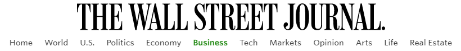 THE WALL STREET JOURNAL.
Home World U.S. Politics Economy Business Tech Markets Opinion Arts Life Real Estate